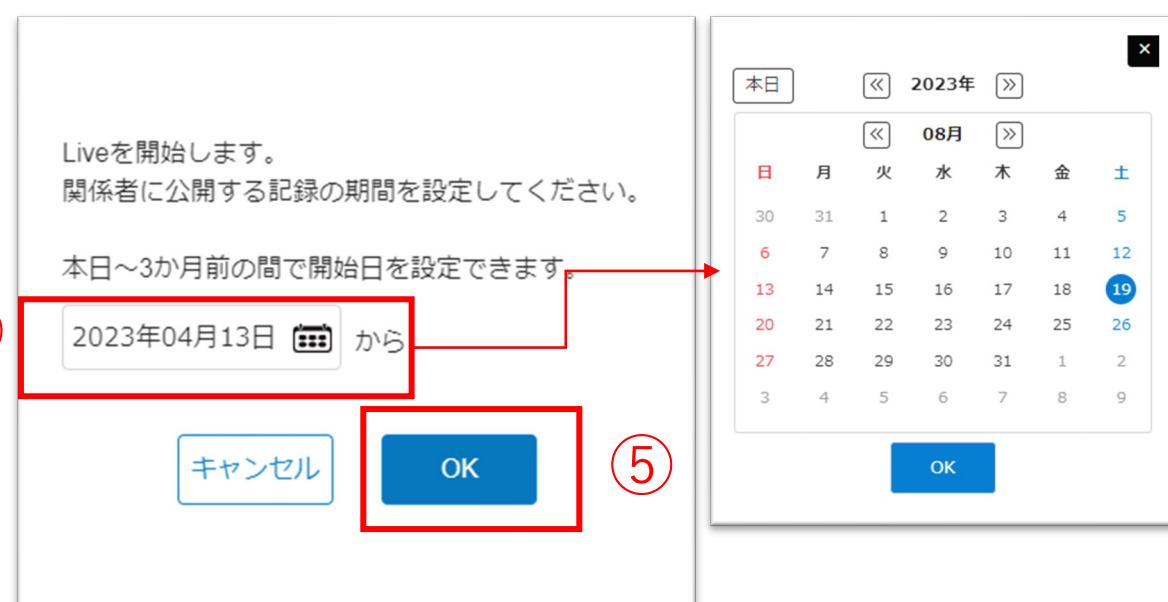 Liveを開始します。
関係者に公開する記録の期間を設定してください。
本日～3か月前の間で開始日を設定できます。
2023年04月13日 から
キャンセル OK
⑤
×
本日 2023年
08月
日 月 火 水 木 金 土
30 31 1 2 3 4 5
6 7 8 9 10 11 12
13 14 15 16 17 18 19
20 21 22 23 24 25 26
27 28 29 30 31 1 2
3 4 5 6 7 8 9
OK